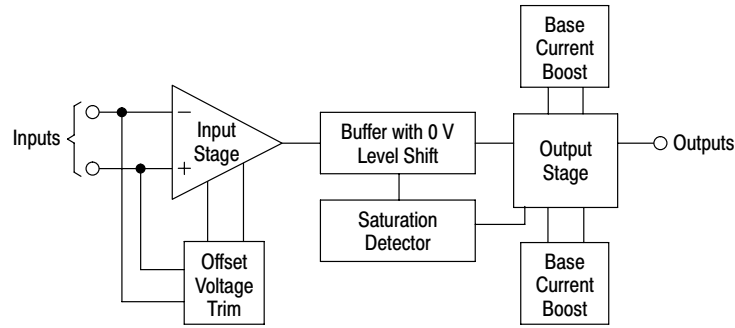 Base
Current
Boost
Inputs
−
+
Input
Stage
Buffer with 0 V
Level Shift
Output
Stage
Outputs
Saturation
Detector
Offset
Voltage
Trim
Base
Current
Boost